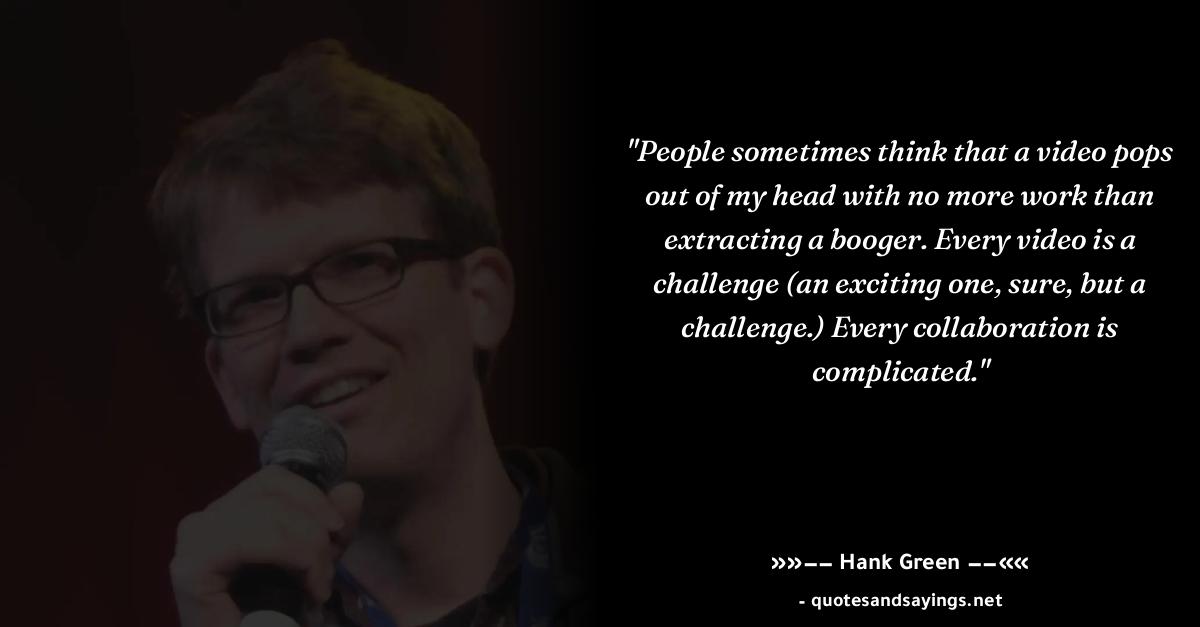 "People sometimes think that a video pops
out of my head with no more work than
extracting a booger. Every video is a
challenge (an exciting one, sure, but a
challenge.) Every collaboration is
complicated."
»»–– Hank Green ––««
- quotesandsayings.net